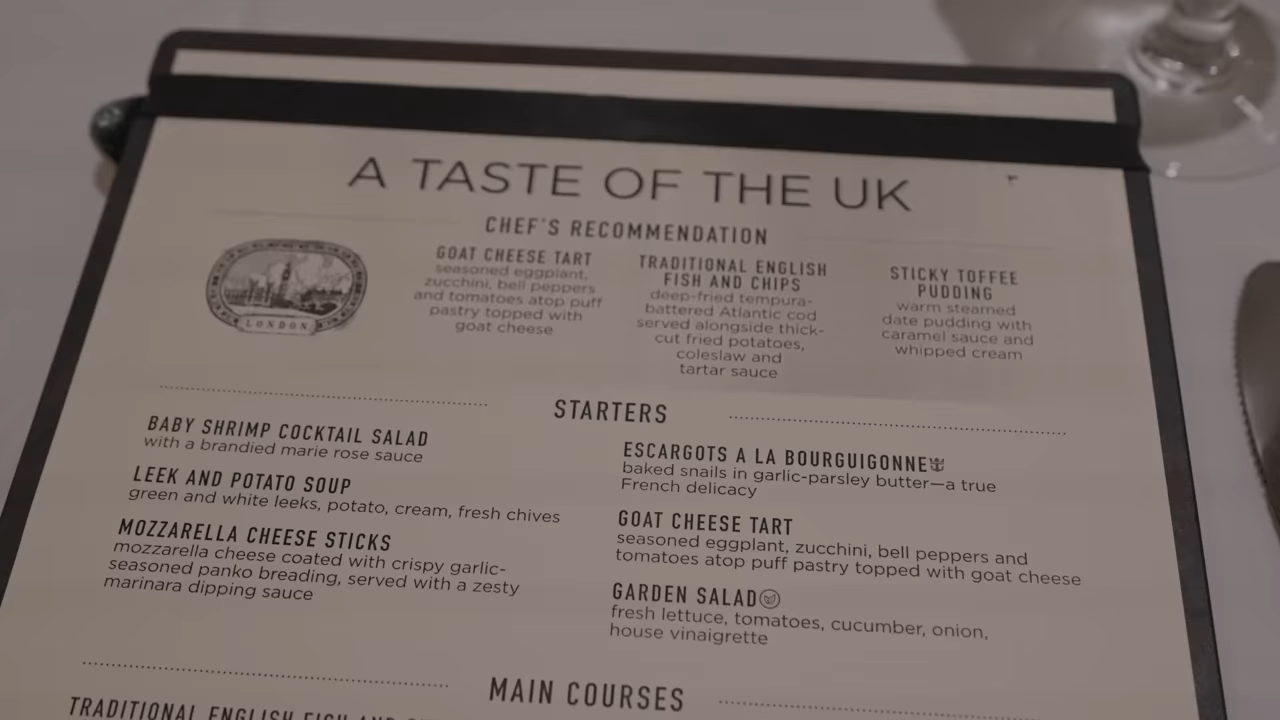 A TASTE OF THE UK
CHEF'S RECOMMENDATION
LONDON
GOAT CHEESE TART
seasoned eggplant,
zucchini, bell peppers
and tomatoes atop puff
pastry topped with
goat cheese
TRADITIONAL ENGLISH
FISH AND CHIPS
deep-fried tempura-
battered Atlantic cod
served alongside thick-
cut fried potatoes,
coleslaw and
tartar sauce
STICKY TOFFEE
PUDDING
warm steamed
date pudding with
caramel sauce and
whipped cream
STARTERS
BABY SHRIMP COCKTAIL SALAD
with a brandied marie rose sauce
LEEK AND POTATO SOUP
green and white leeks, potato, cream, fresh chives
MOZZARELLA CHEESE STICKS
mozzarella cheese coated with crispy garlic-
seasoned panko breading, served with a zesty
marinara dipping sauce
ESCARGOTS A LA BOURGUIGONNE
baked snails in garlic-parsley butter—a true
French delicacy
GOAT CHEESE TART
seasoned eggplant, zucchini, bell peppers and
tomatoes atop puff pastry topped with goat cheese
GARDEN SALAD
fresh lettuce, tomatoes, cucumber, onion,
house vinaigrette
MAIN COURSES
TRADITIONAL ENGLISH FISH AND